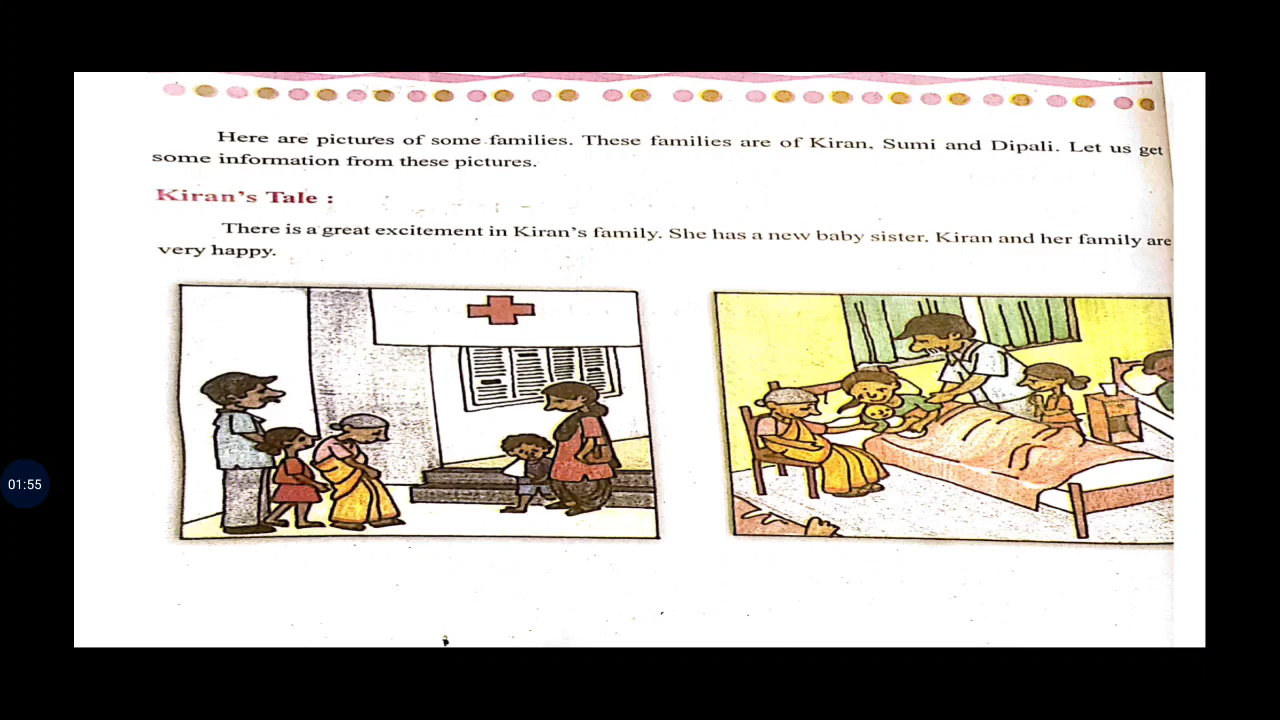 Here are pictures of some families. These families are of Kiran, Sumi and Dipali. Let us get
some information from these pictures.
Kiran's Tale :
There is a great excitement in Kiran's family. She has a new baby sister. Kiran and her family are
very happy.
01:55